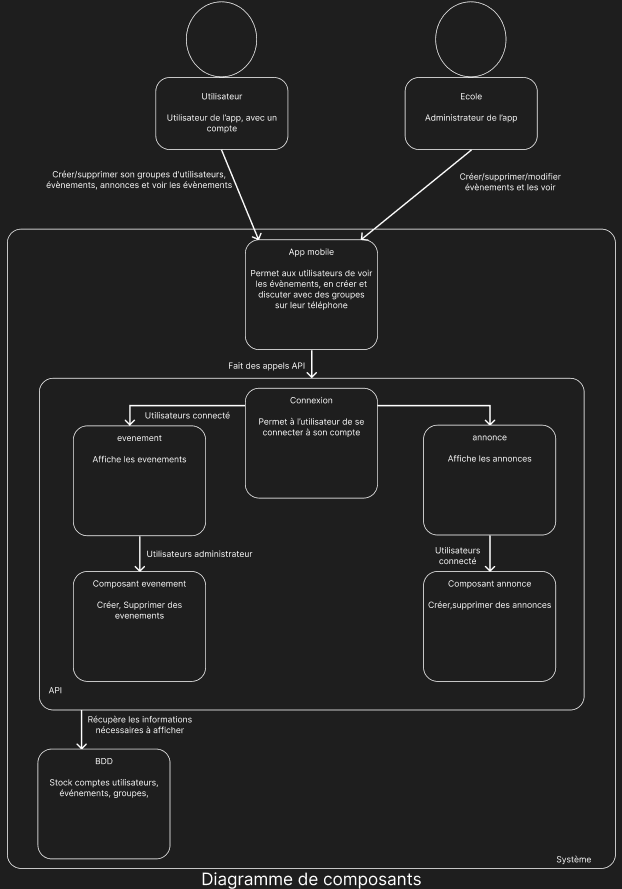 Utilisateur
Utilisateur de l'app, avec un
compte
Ecole
Administrateur de l'app
Créer/supprimer son groupes d'utilisateurs,
évènements, annonces et voir les évènements
Créer/supprimer/modifier
évènements et les voir
App mobile
Permet aux utilisateurs de voir
les évènements, en créer et
discuter avec des groupes
sur leur téléphone
Fait des appels API
Connexion
Permet à l'utilisateur de se
connecter à son compte
Utilisateurs connecté
evenement
Affiche les evenements
annonce
Affiche les annonces
Utilisateurs administrateur
Utilisateurs
connecté
Composant evenement
Créer, Supprimer des
evenements
Composant annonce
Créer,supprimer des annonces
API
Récupère les informations
nécessaires à afficher
BDD
Stock comptes utilisateurs,
événements, groupes,
Système
Diagramme de composants